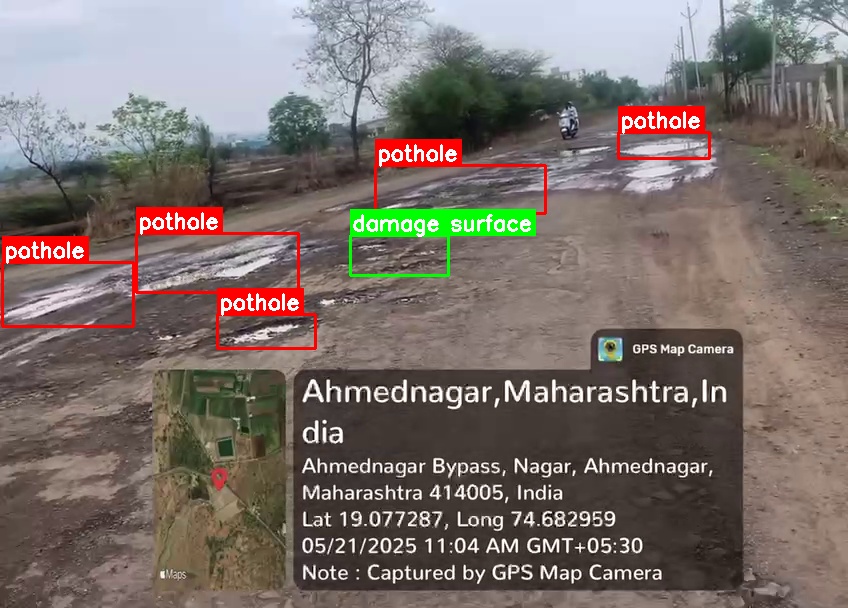 pothole
pothole
damage surface
pothole
pothole
pothole
GPS Map Camera
Ahmednagar,Maharashtra,In
dia
Ahmednagar Bypass, Nagar, Ahmednagar,
Maharashtra 414005, India
Lat 19.077287, Long 74.682959
05/21/2025 11:04 AM GMT+05:30
Note : Captured by GPS Map Camera
Maps